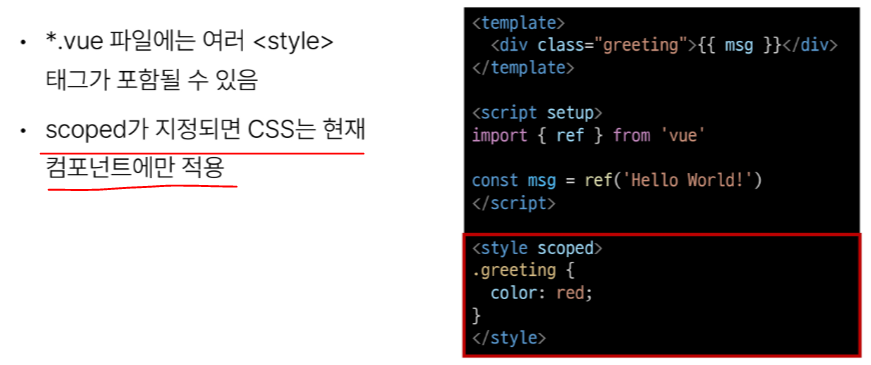 • *.vue 파일에는 여러 <style>
태그가 포함될 수 있음
• scoped가 지정되면 CSS는 현재
컴포넌트에만 적용
<template>
  <div class="greeting">{{ msg }}</div>
</template>

<script setup>
import { ref } from 'vue'

const msg = ref('Hello World!')
</script>

<style scoped>
.greeting {
  color: red;
}
</style>